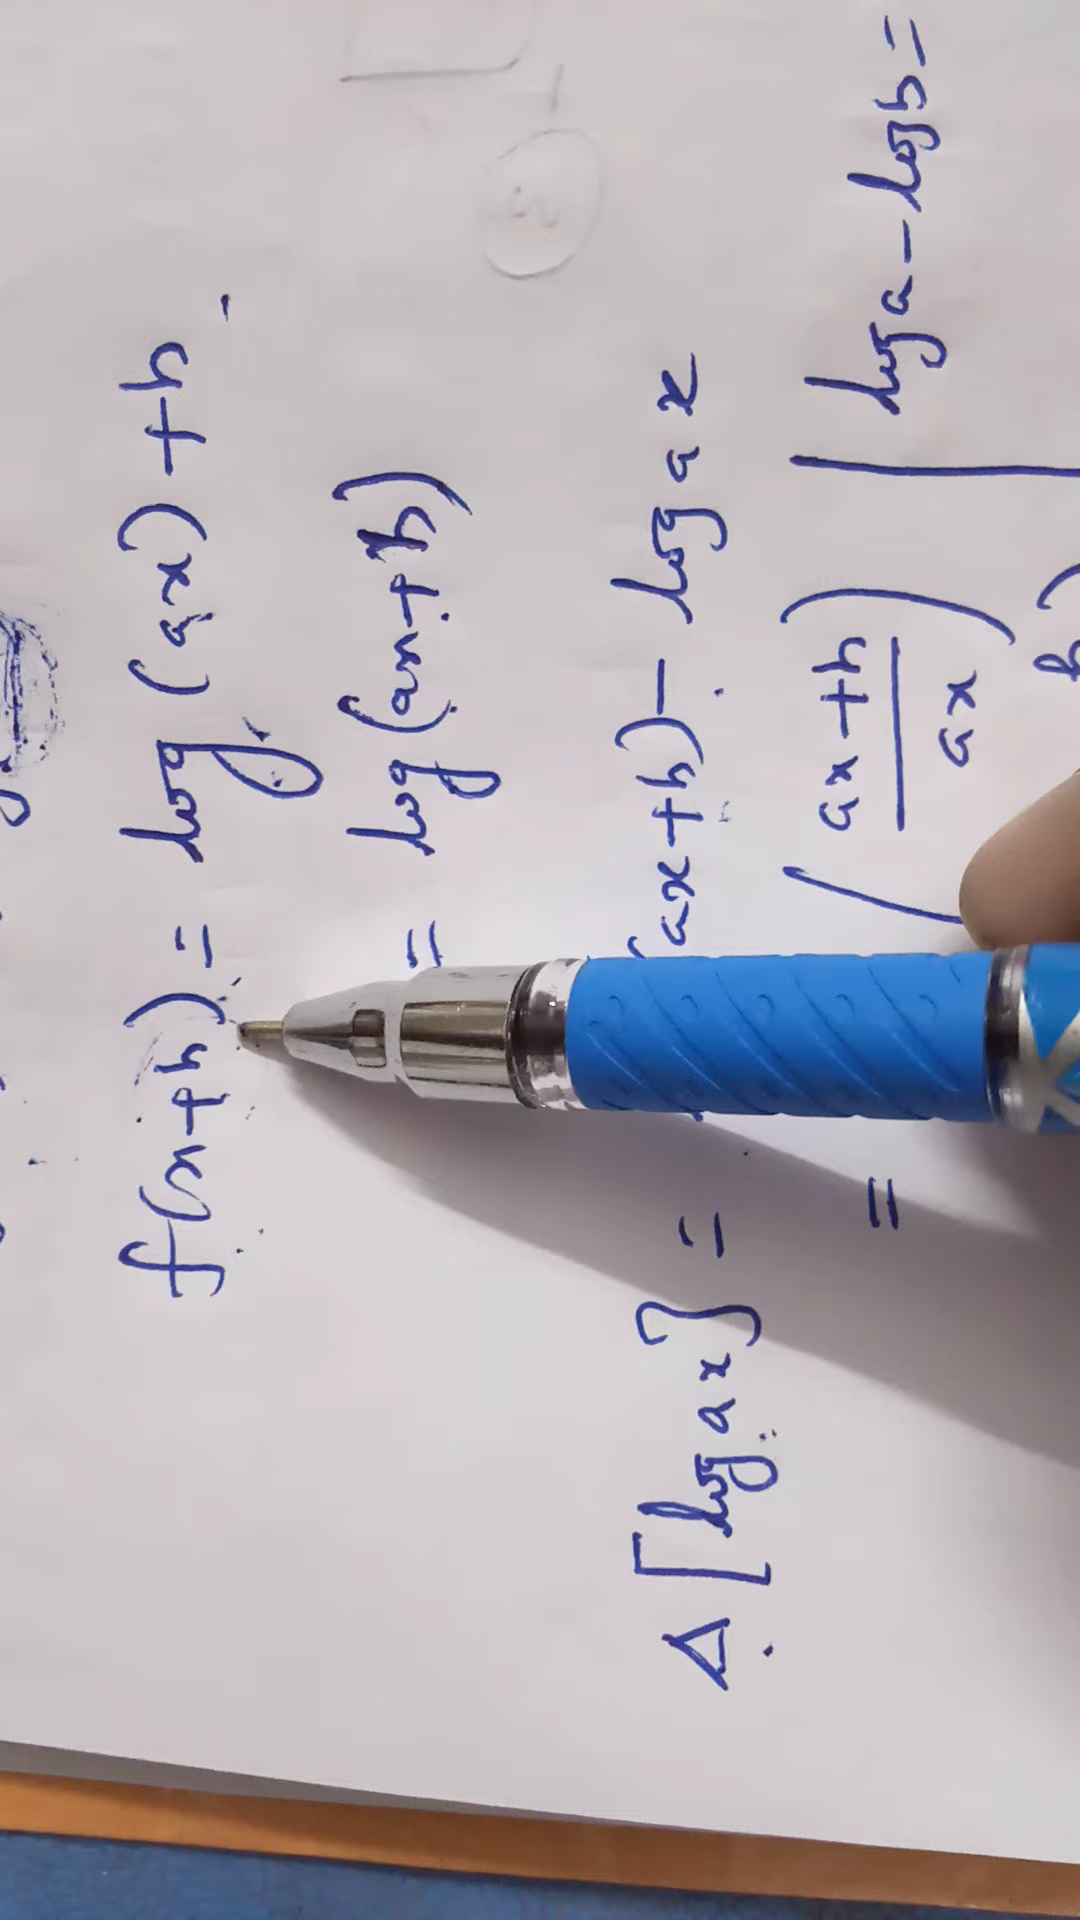 f(x+h) = log (ax) + h
= log (ax+h)
Δ [log ax] = (ax+h) - log ax
= (ax+h / ax) | log a - log b =
h)